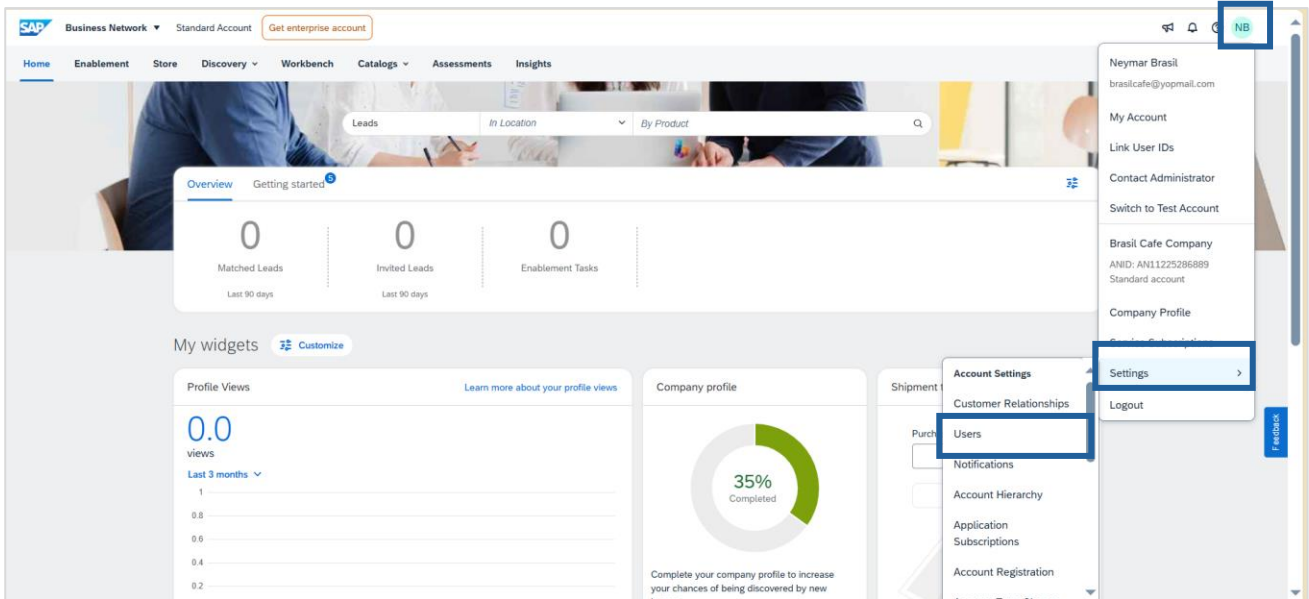 SAP Business Network Standard Account Get enterprise account NB
Home Enablement Store Discovery Workbench Catalogs Assessments Insights
Leads In Location By Product
Overview Getting started 5
0 0 0
Matched Leads Invited Leads Enablement Tasks
Last 90 days Last 90 days
My widgets Customize
Profile Views Learn more about your profile views
0.0
views
Last 3 months
1
0.8
0.6
0.4
0.2
Company profile
35%
Completed
Complete your company profile to increase
your chances of being discovered by new
Shipment
Purch
Account Settings
Customer Relationships
Users
Notifications
Account Hierarchy
Application
Subscriptions
Account Registration
Neymar Brasil
brasilcafe@yopmail.com
My Account
Link User IDs
Contact Administrator
Switch to Test Account
Brasil Cafe Company
ANID: AN11225286889
Standard account
Company Profile
Settings
Logout
Feedback